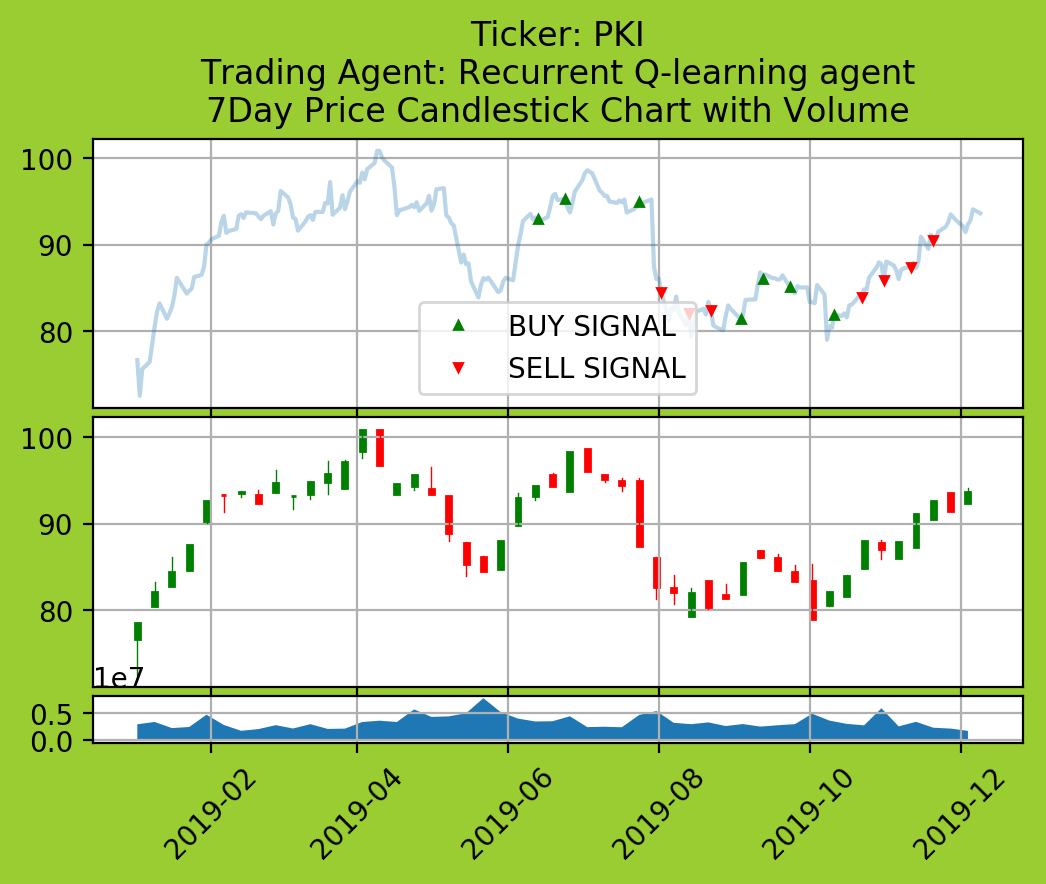 Ticker: PKI
Trading Agent: Recurrent Q-learning agent
7Day Price Candlestick Chart with Volume
100
90
80
BUY SIGNAL
SELL SIGNAL
100
90
80
1e7
0.5
0.0
2019-02
2019-04
2019-06
2019-08
2019-10
2019-12